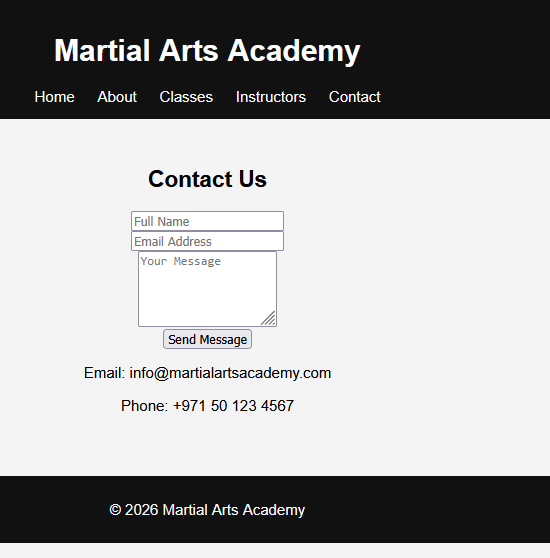 Martial Arts Academy
Home About Classes Instructors Contact
Contact Us
Full Name
Email Address
Your Message
Send Message
Email: info@martialartsacademy.com
Phone: +971 50 123 4567
© 2026 Martial Arts Academy